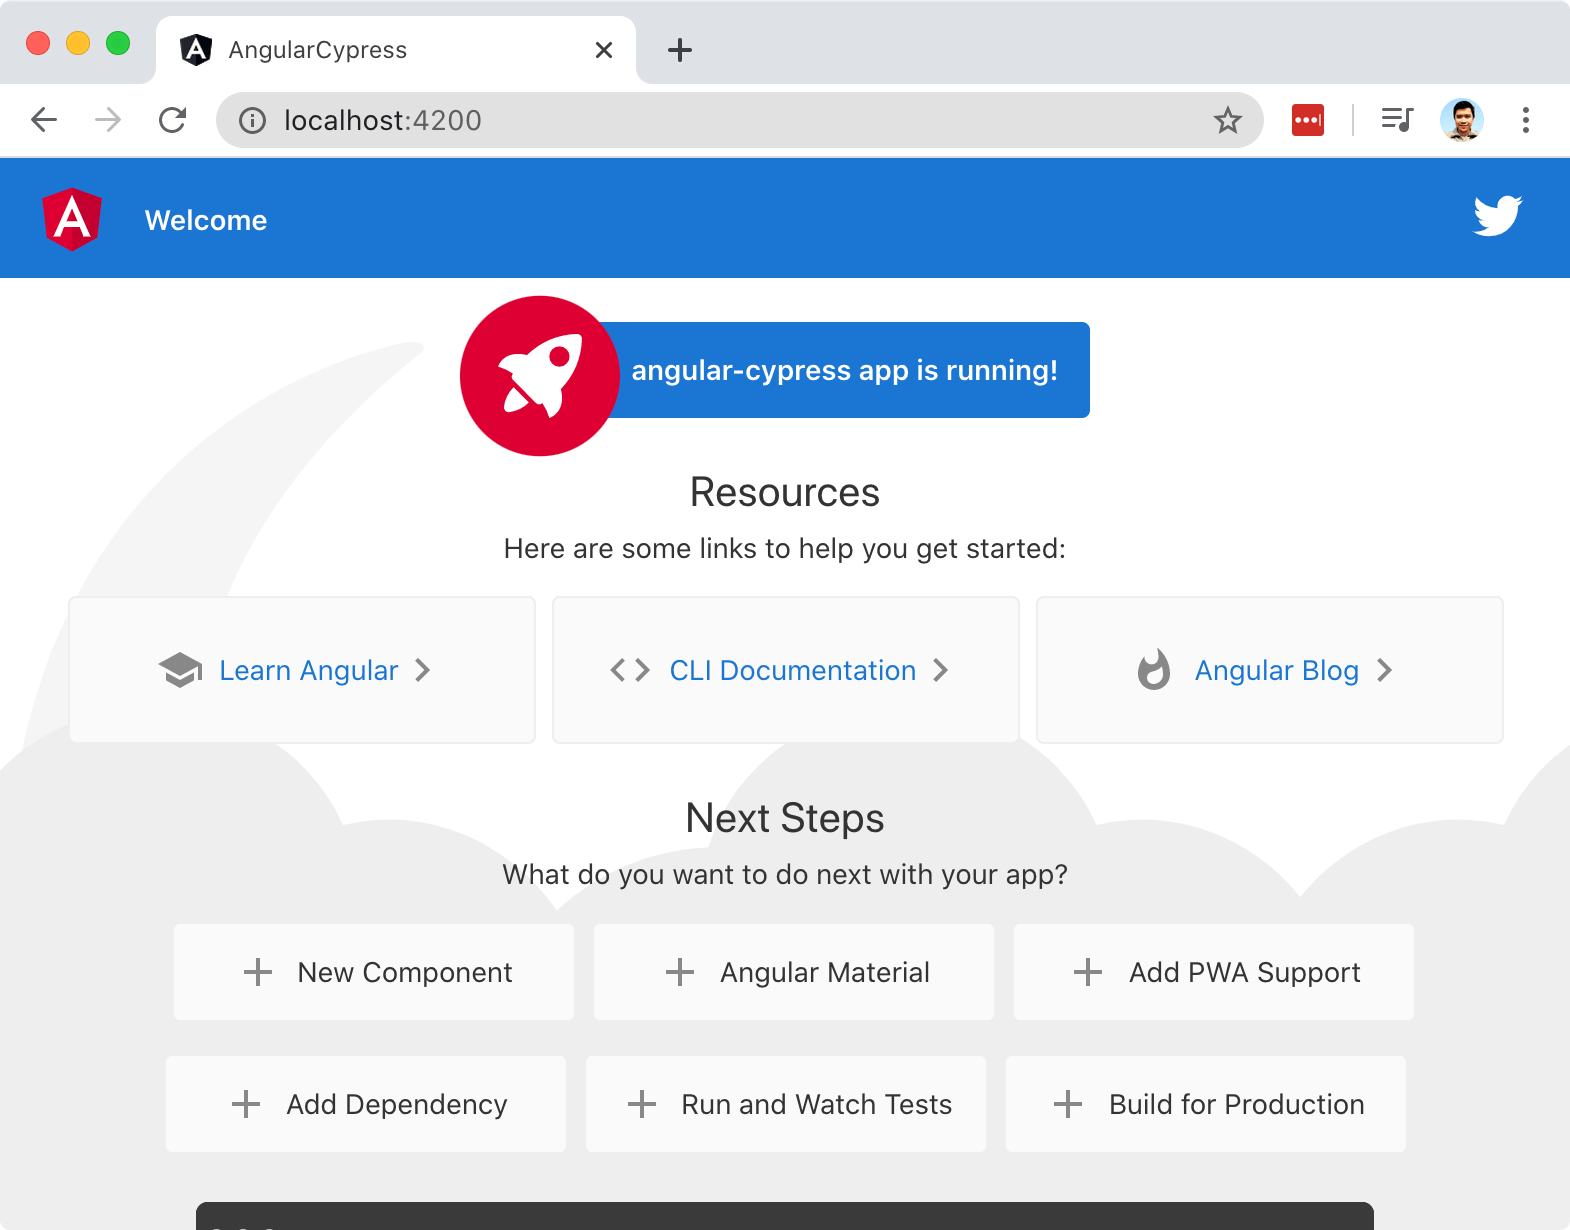 AngularCypress
localhost:4200
Welcome
angular-cypress app is running!
Resources
Here are some links to help you get started:
Learn Angular
CLI Documentation
Angular Blog
Next Steps
What do you want to do next with your app?
New Component
Angular Material
Add PWA Support
Add Dependency
Run and Watch Tests
Build for Production